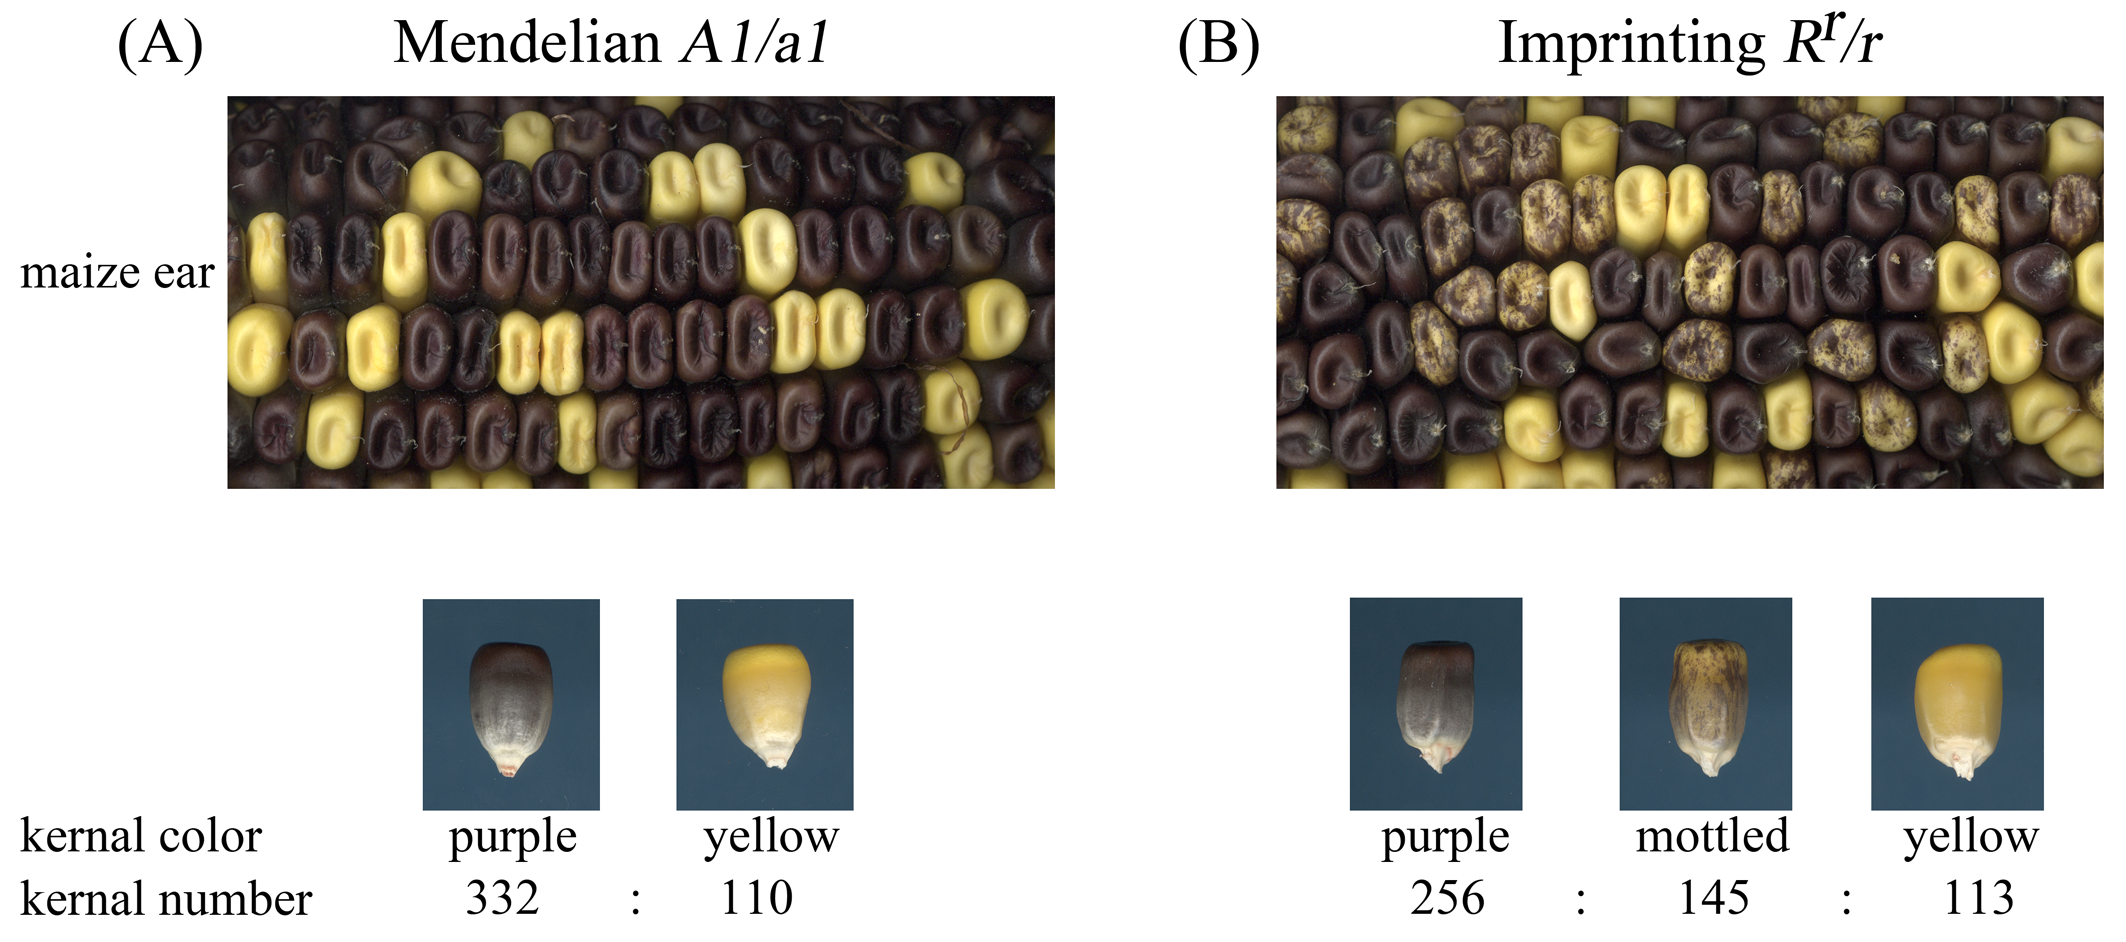 (A) Mendelian A1/a1
(B) Imprinting Rʳ/r
maize ear
kernal color purple yellow
purple mottled yellow
kernal number 332 : 110
256 : 145 : 113